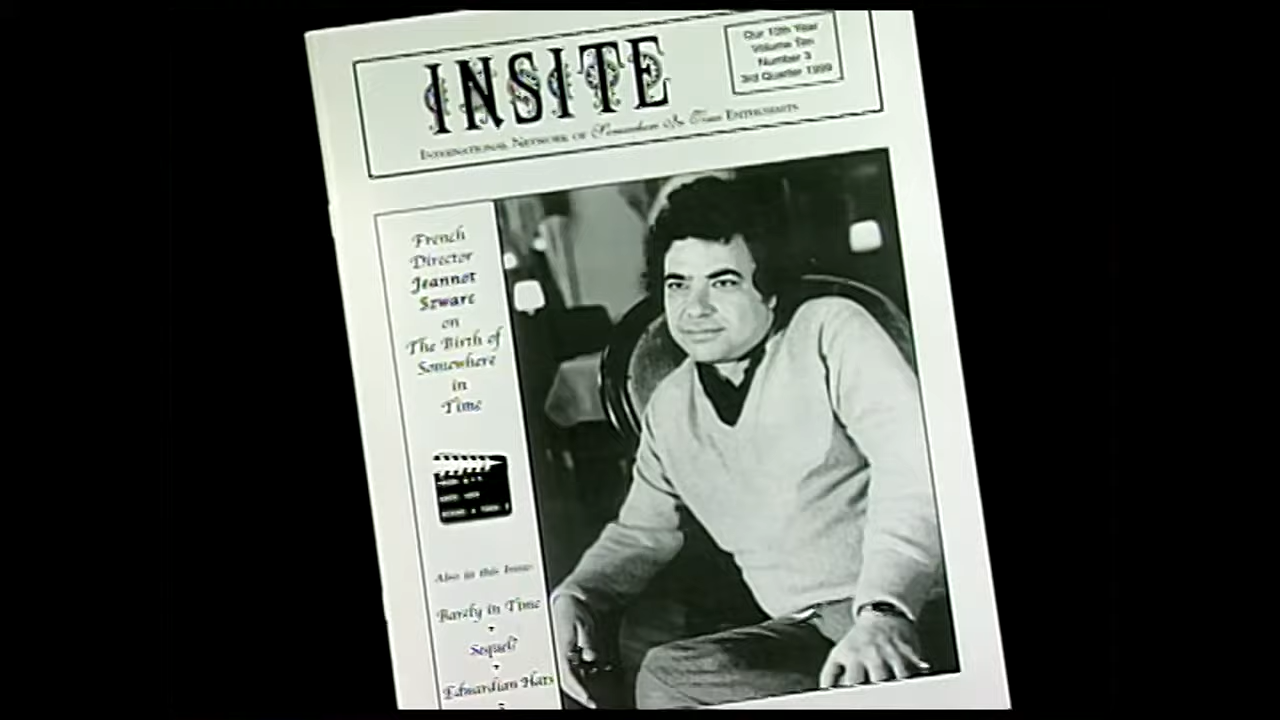 INSITE
Our 10th Year
Volume Ten
Number 3
3rd Quarter 1999
INTERNATIONAL NETWORK OF Somewhere In Time ENTHUSIASTS
French
Director
Jeannot
Szwarc
on
The Birth of
Somewhere
in
Time
Also in this Issue:
Barely in Time
Sequel?
Edwardian Hats